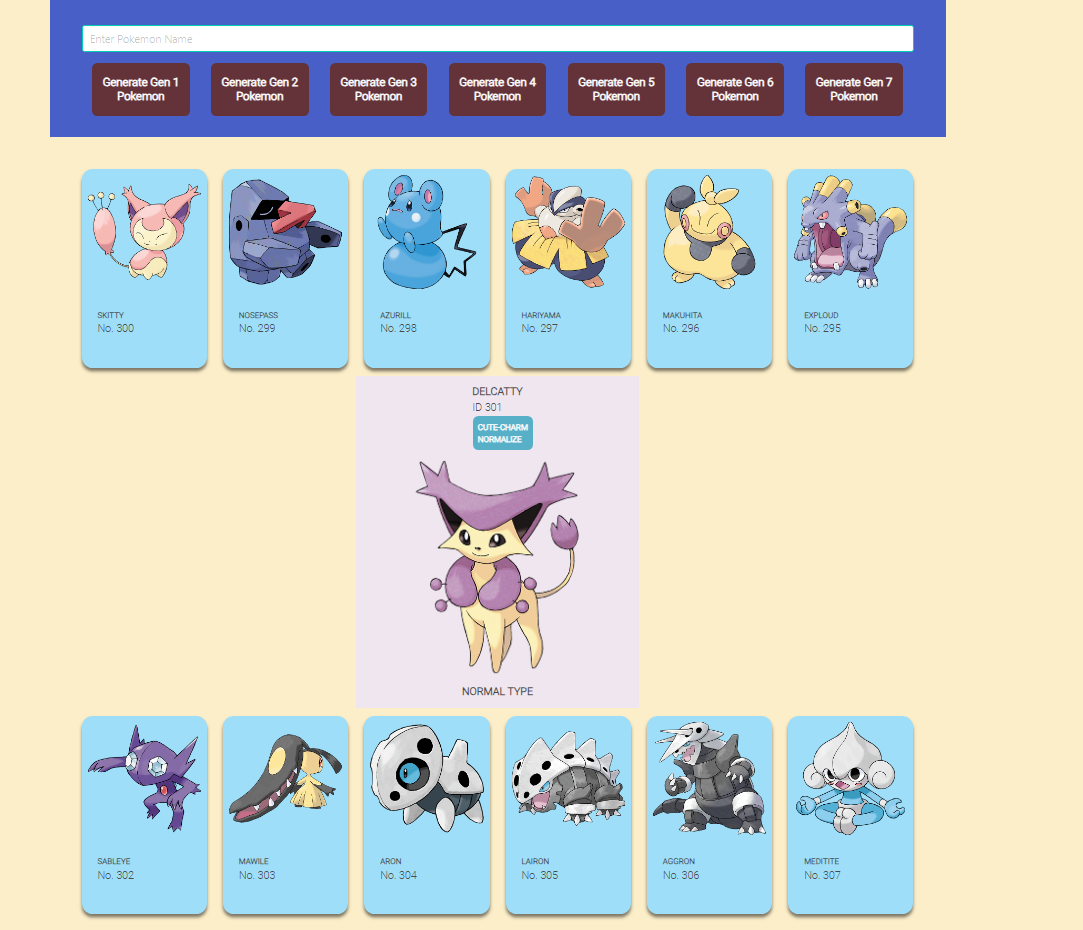 Enter Pokemon Name
Generate Gen 1
Pokemon
Generate Gen 2
Pokemon
Generate Gen 3
Pokemon
Generate Gen 4
Pokemon
Generate Gen 5
Pokemon
Generate Gen 6
Pokemon
Generate Gen 7
Pokemon
SKITTY
No. 300
NOSEPASS
No. 299
AZURILL
No. 298
HARIYAMA
No. 297
MAKUHITA
No. 296
EXPLOUD
No. 295
DELCATTY
ID 301
CUTE-CHARM
NORMALIZE
NORMAL TYPE
SABLEYE
No. 302
MAWILE
No. 303
ARON
No. 304
LAIRON
No. 305
AGGRON
No. 306
MEDITITE
No. 307